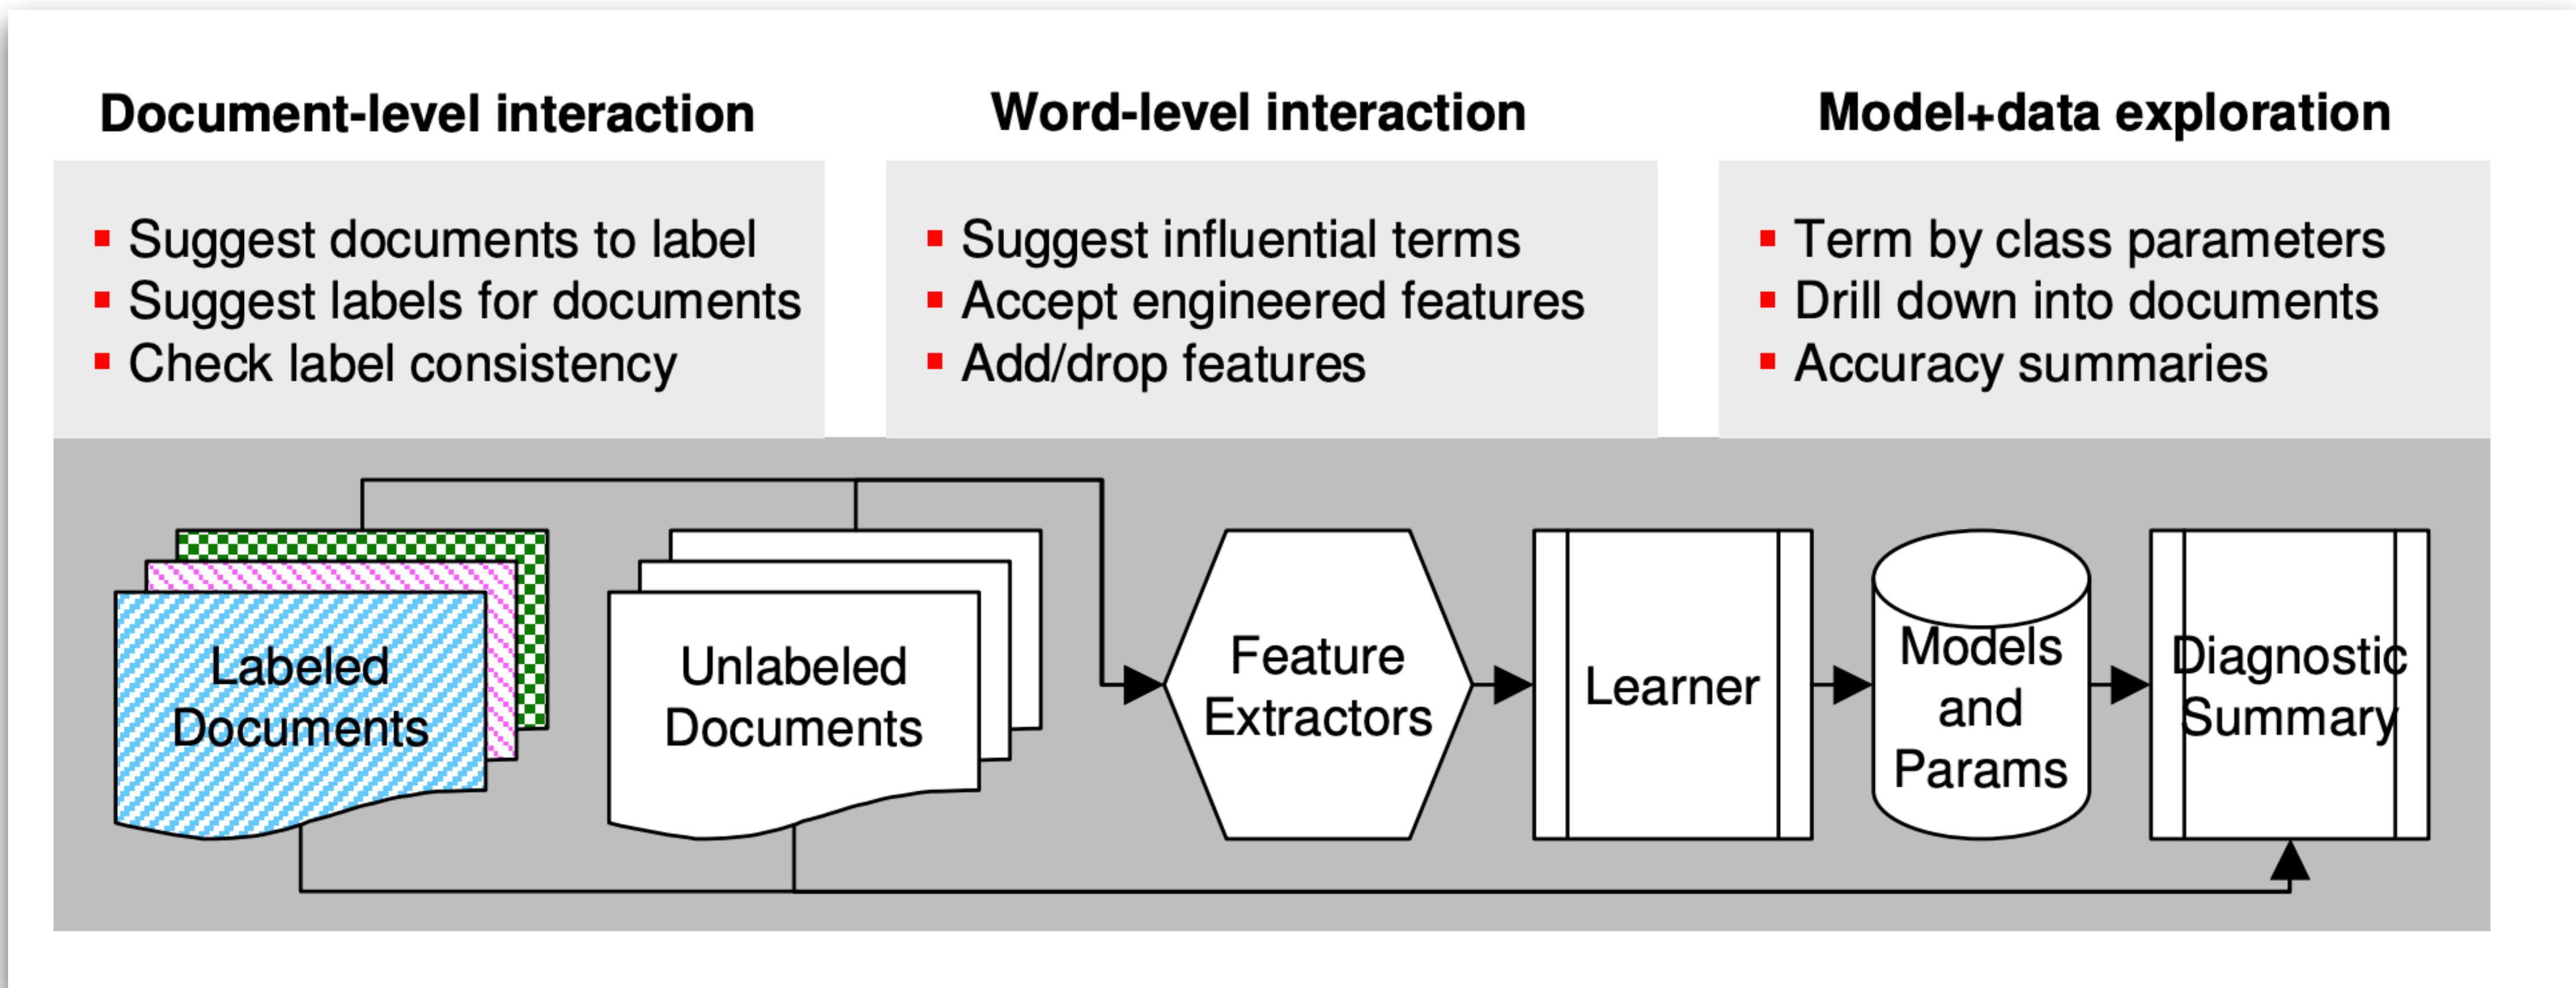 Document-level interaction
Suggest documents to label
Suggest labels for documents
Check label consistency
Word-level interaction
Suggest influential terms
Accept engineered features
Add/drop features
Model+data exploration
Term by class parameters
Drill down into documents
Accuracy summaries
Labeled
Documents
Unlabeled
Documents
Feature
Extractors
Learner
Models
and
Params
Diagnostic
Summary